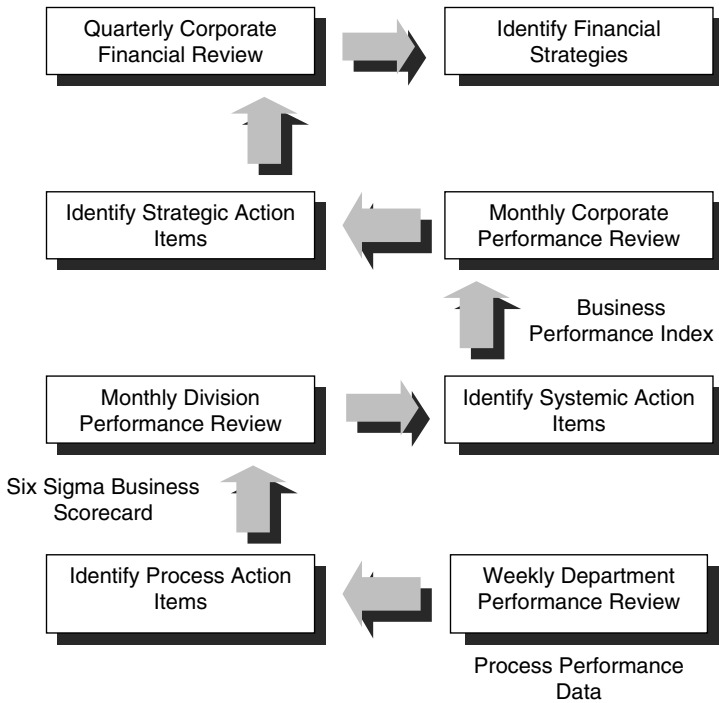 Quarterly Corporate
Financial Review
Identify Financial
Strategies
Identify Strategic Action
Items
Monthly Corporate
Performance Review
Business
Performance Index
Monthly Division
Performance Review
Identify Systemic Action
Items
Six Sigma Business
Scorecard
Identify Process Action
Items
Weekly Department
Performance Review
Process Performance
Data